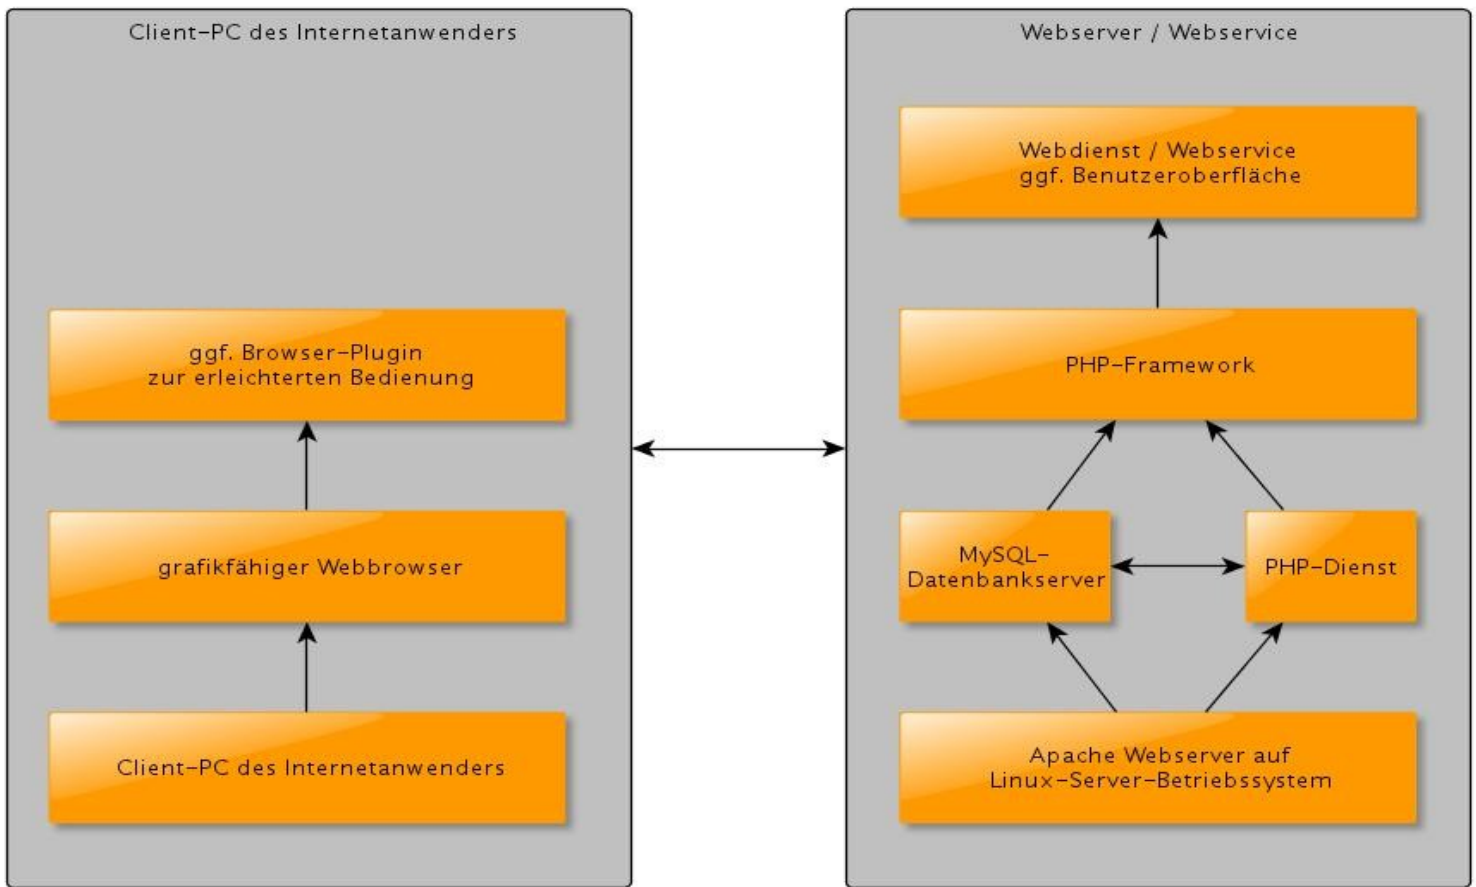 Client-PC des Internetanwenders
ggf. Browser-Plugin
zur erleichterten Bedienung
grafikfähiger Webbrowser
Client-PC des Internetanwenders
Webserver / Webservice
Webdienst / Webservice
ggf. Benutzeroberfläche
PHP-Framework
MySQL-
Datenbankserver
PHP-Dienst
Apache Webserver auf
Linux-Server-Betriebssystem